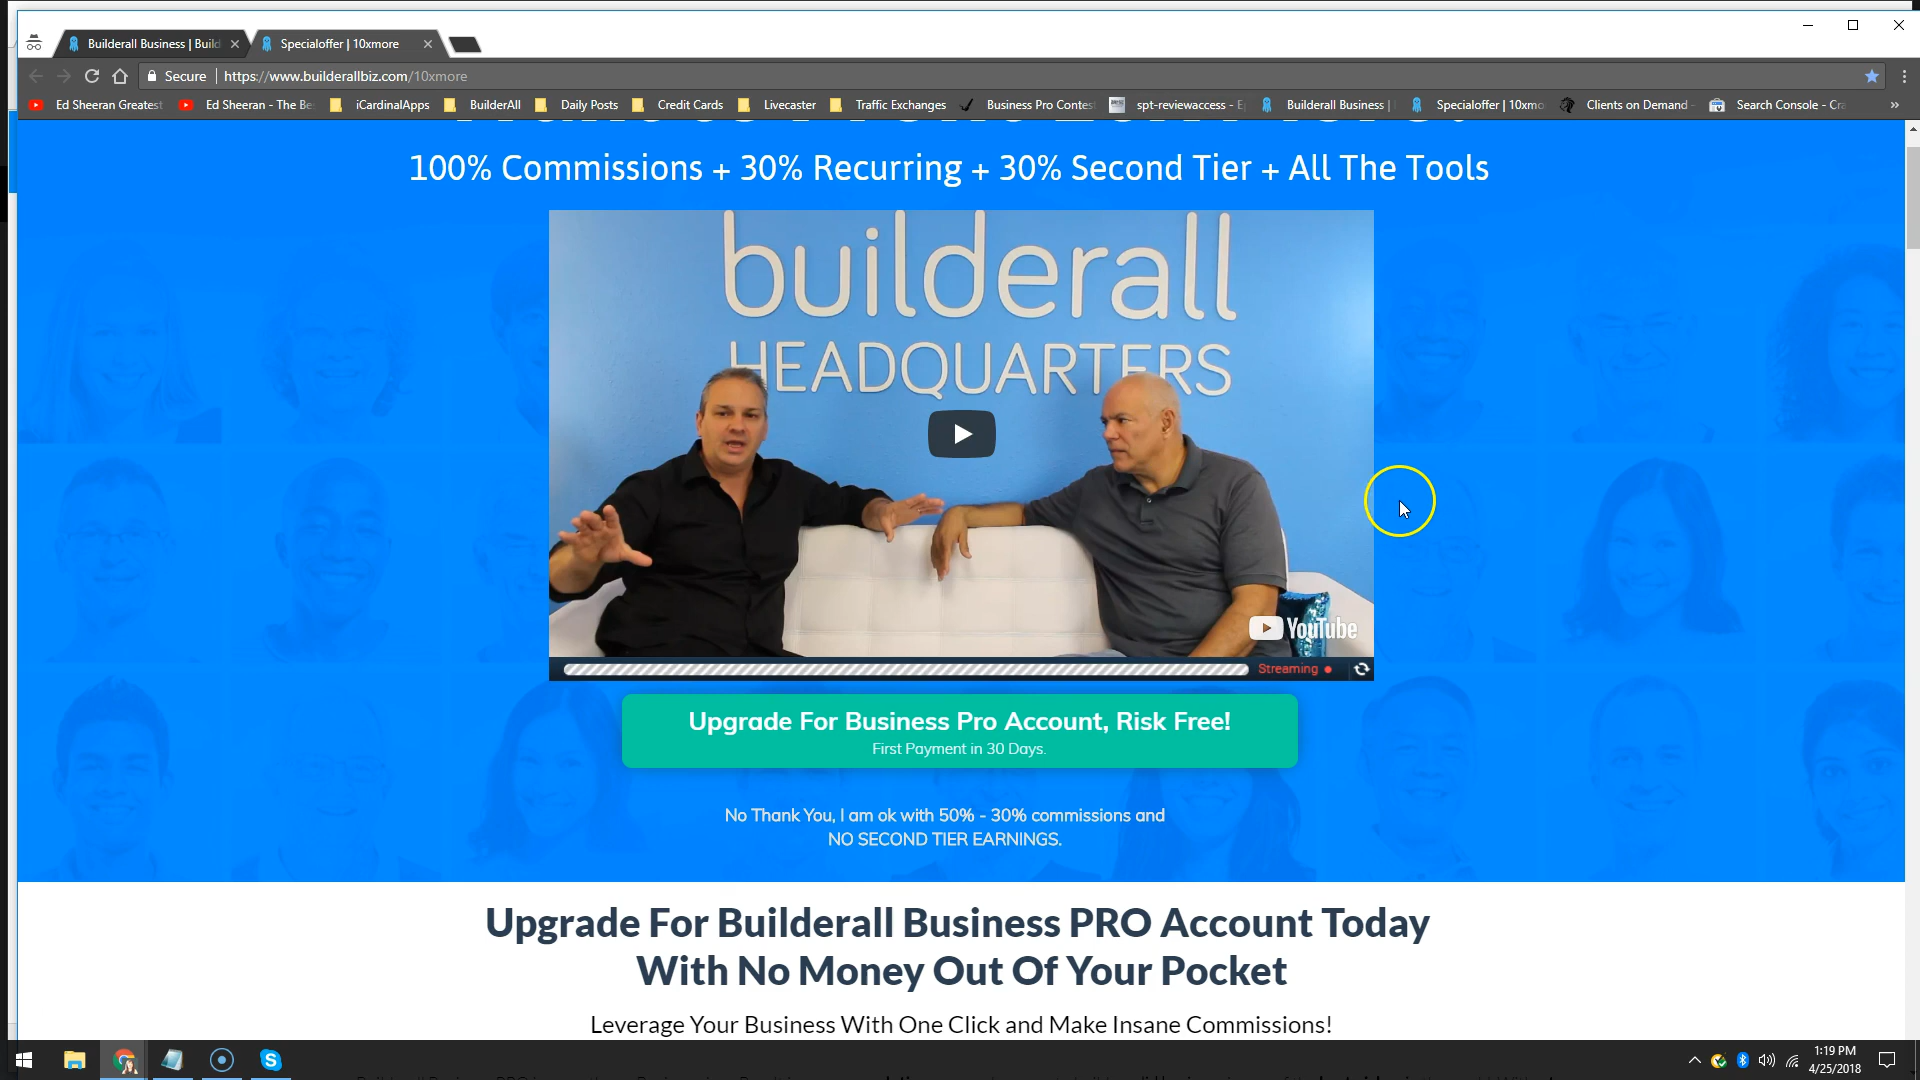 Builderall Business | Build
Specialoffer | 10xmore
Secure
https://www.builderallbiz.com/10xmore
Ed Sheeran Greatest
Ed Sheeran - The Be
iCardinalApps
BuilderAll
Daily Posts
Credit Cards
Livecaster
Traffic Exchanges
Business Pro Contes
spt-reviewaccess - E
Builderall Business |
Specialoffer | 10xmo
Clients on Demand -
Search Console - Cra
»
100% Commissions + 30% Recurring + 30% Second Tier + All The Tools
builderall
HEADQUARTERS
YouTube
Streaming
Upgrade For Business Pro Account, Risk Free!
First Payment in 30 Days.
No Thank You, I am ok with 50% - 30% commissions and
NO SECOND TIER EARNINGS.
Upgrade For Builderall Business PRO Account Today
With No Money Out Of Your Pocket
Leverage Your Business With One Click and Make Insane Commissions!
1:19 PM
4/25/2018